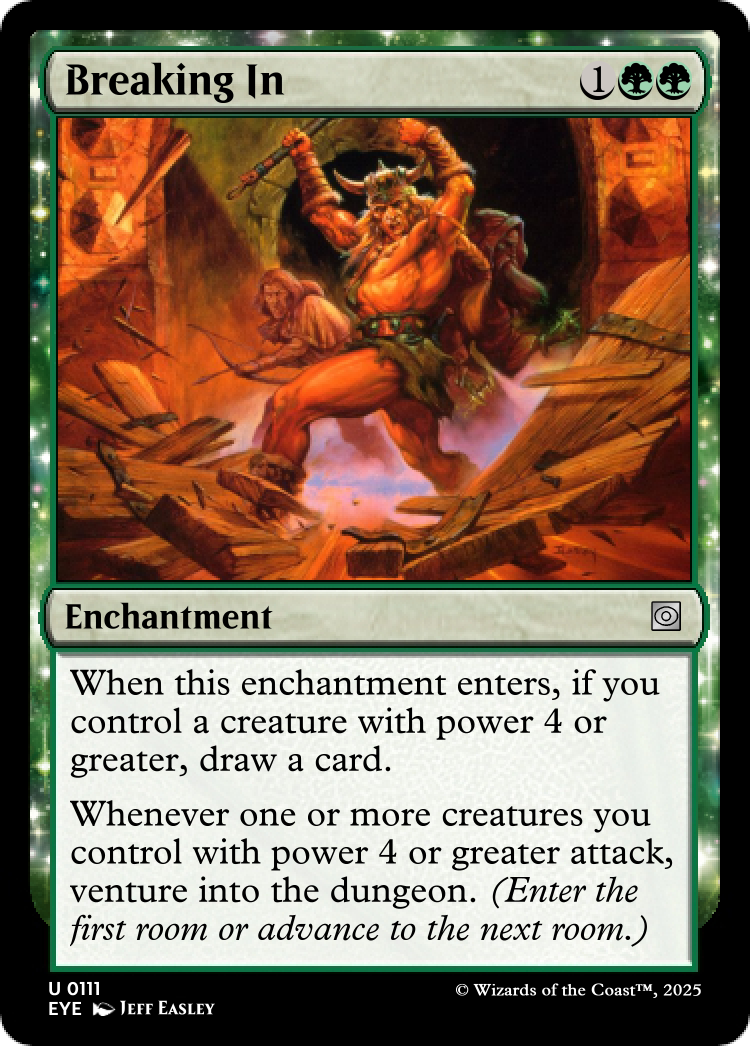 Breaking In
1
When this enchantment enters, if you
control a creature with power 4 or
greater, draw a card.
Whenever one or more creatures you
control with power 4 or greater attack,
venture into the dungeon. (Enter the
first room or advance to the next room.)
Enchantment
U 0111
EYE JEFF EASLEY
© Wizards of the Coast™, 2025